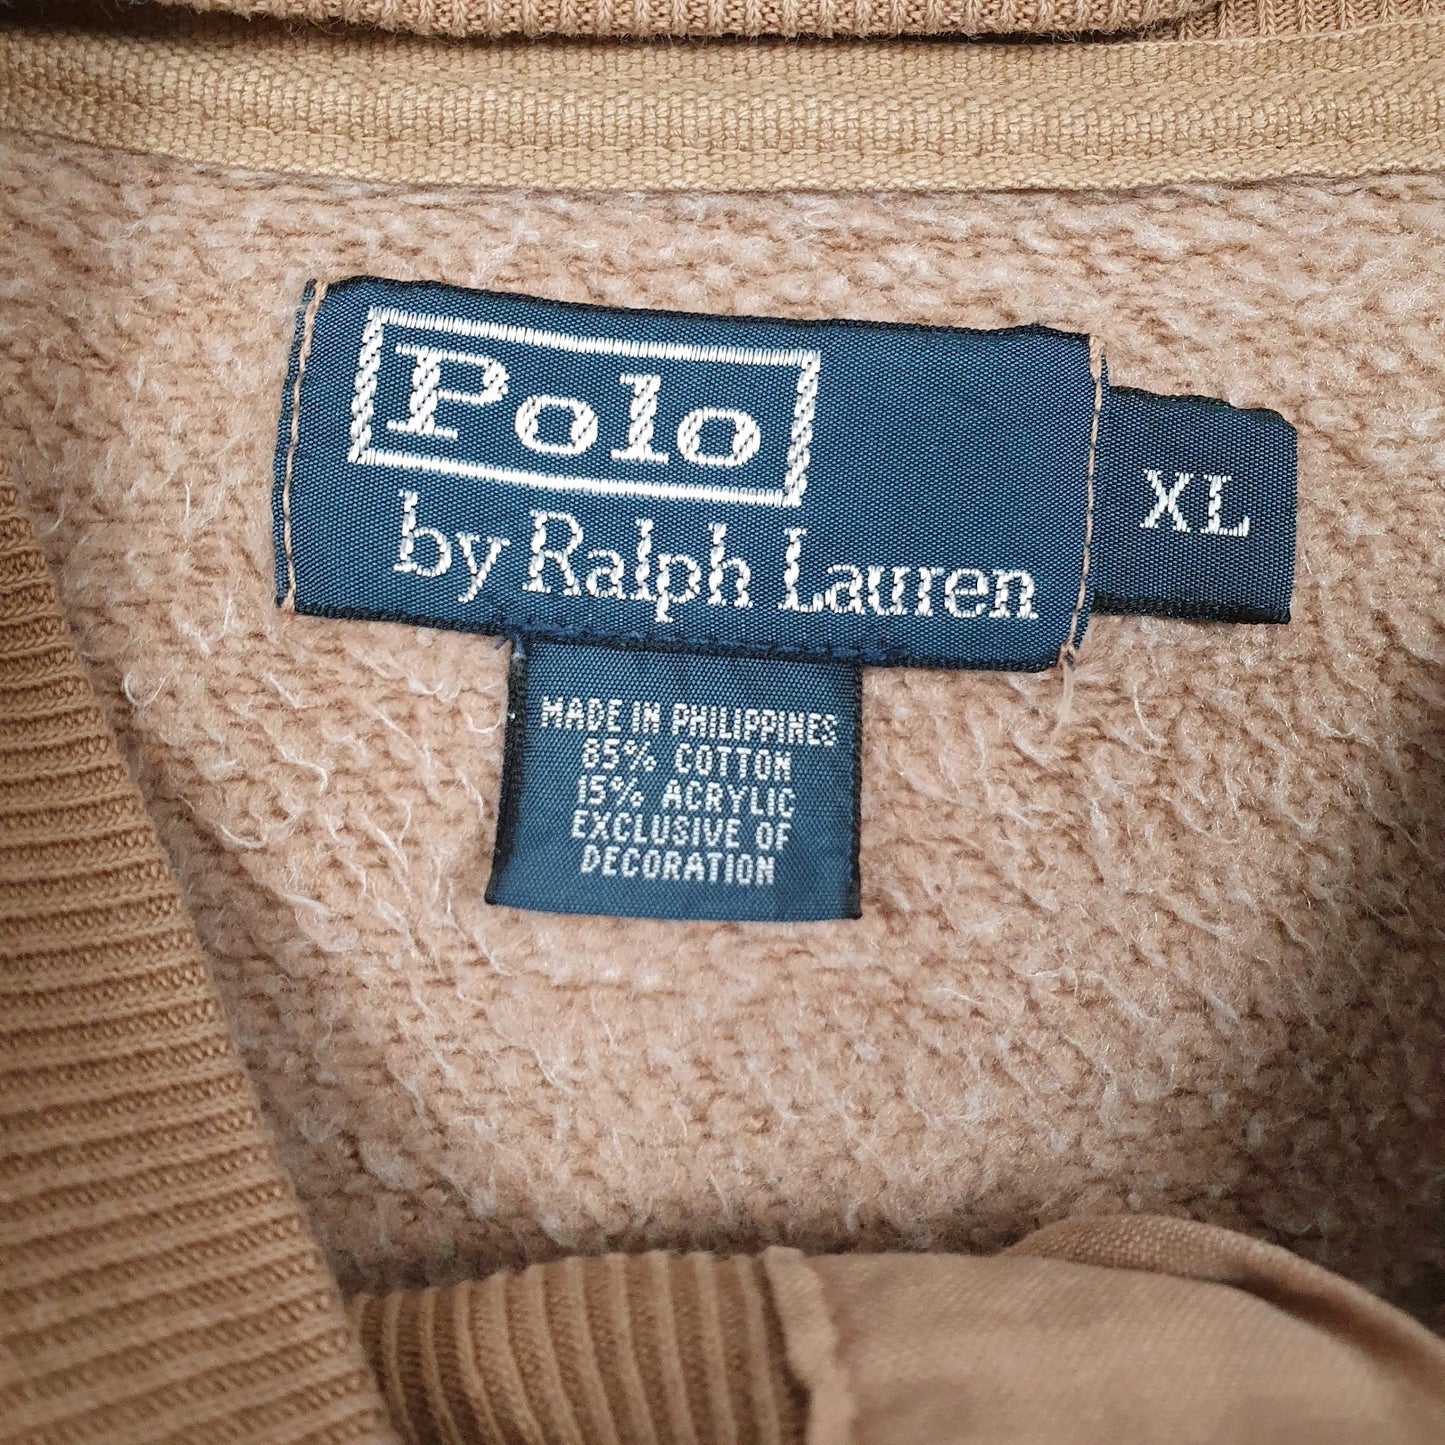 Polo
by Ralph Lauren
XL
MADE IN PHILIPPINES
85% COTTON
15% ACRYLIC
EXCLUSIVE OF
DECORATION